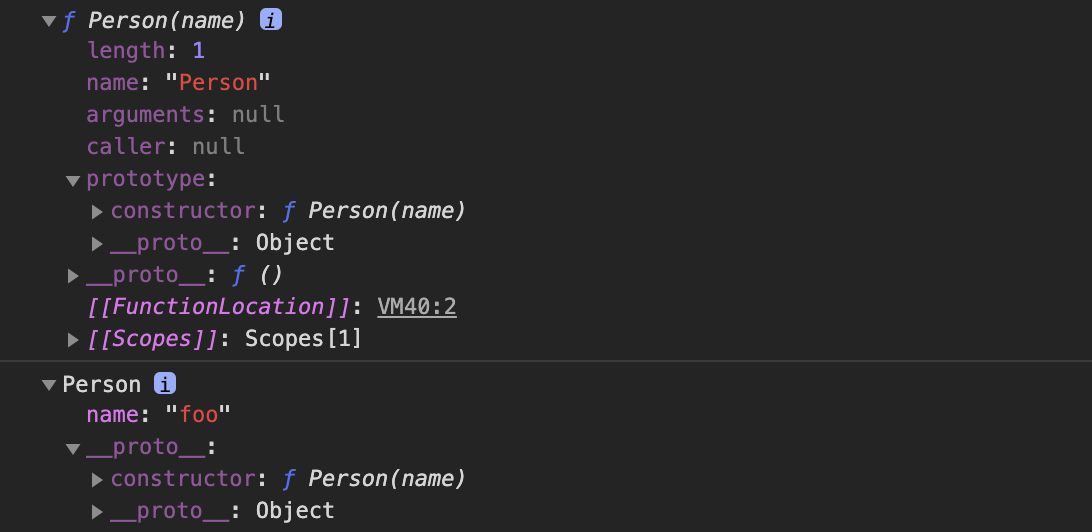 ƒ Person(name) i
length: 1
name: "Person"
arguments: null
caller: null
prototype:
constructor: ƒ Person(name)
__proto__: Object
__proto__: ƒ ()
[[FunctionLocation]]: VM40:2
[[Scopes]]: Scopes[1]
Person i
name: "foo"
__proto__:
constructor: ƒ Person(name)
__proto__: Object